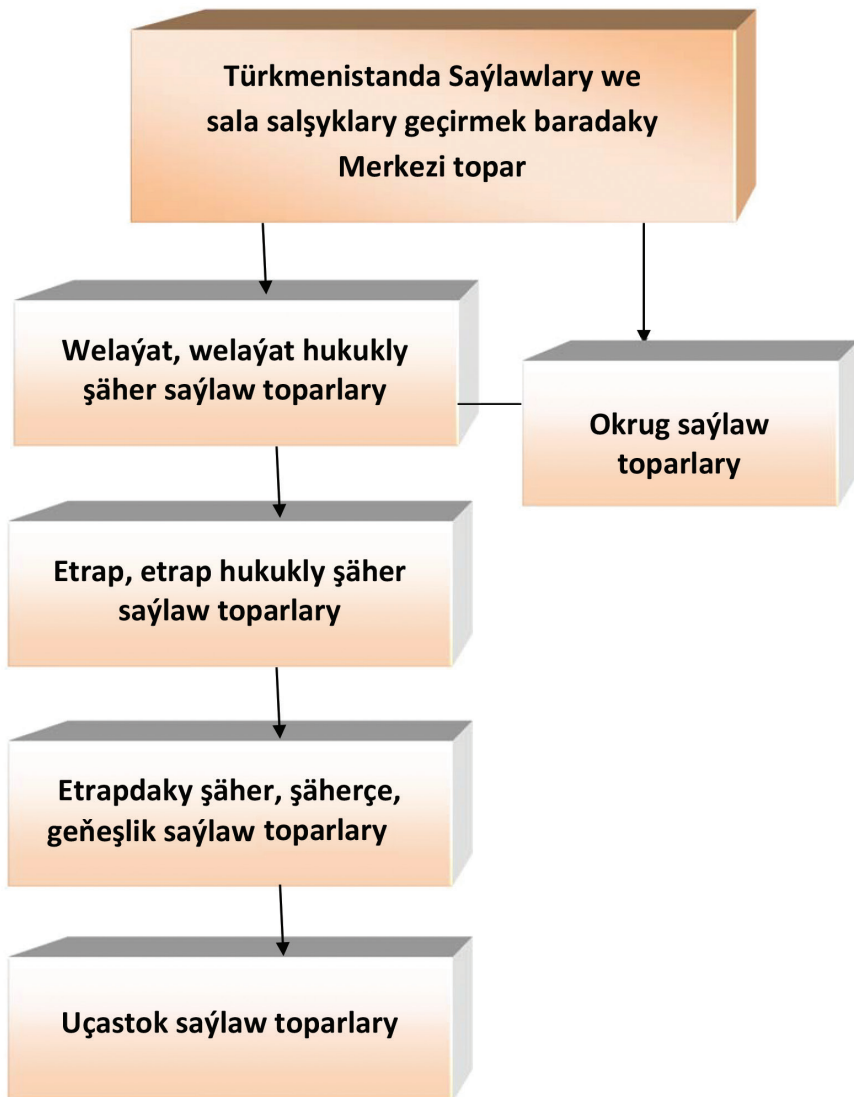 Türkmenistanda Saýlawlary we
sala salşyklary geçirmek baradaky
Merkezi topar
Welaýat, welaýat hukukly
şäher saýlaw toparlary
Okrug saýlaw
toparlary
Etrap, etrap hukukly şäher
saýlaw toparlary
Etrapdaky şäher, şäherçe,
geňeşlik saýlaw toparlary
Uçastok saýlaw toparlary